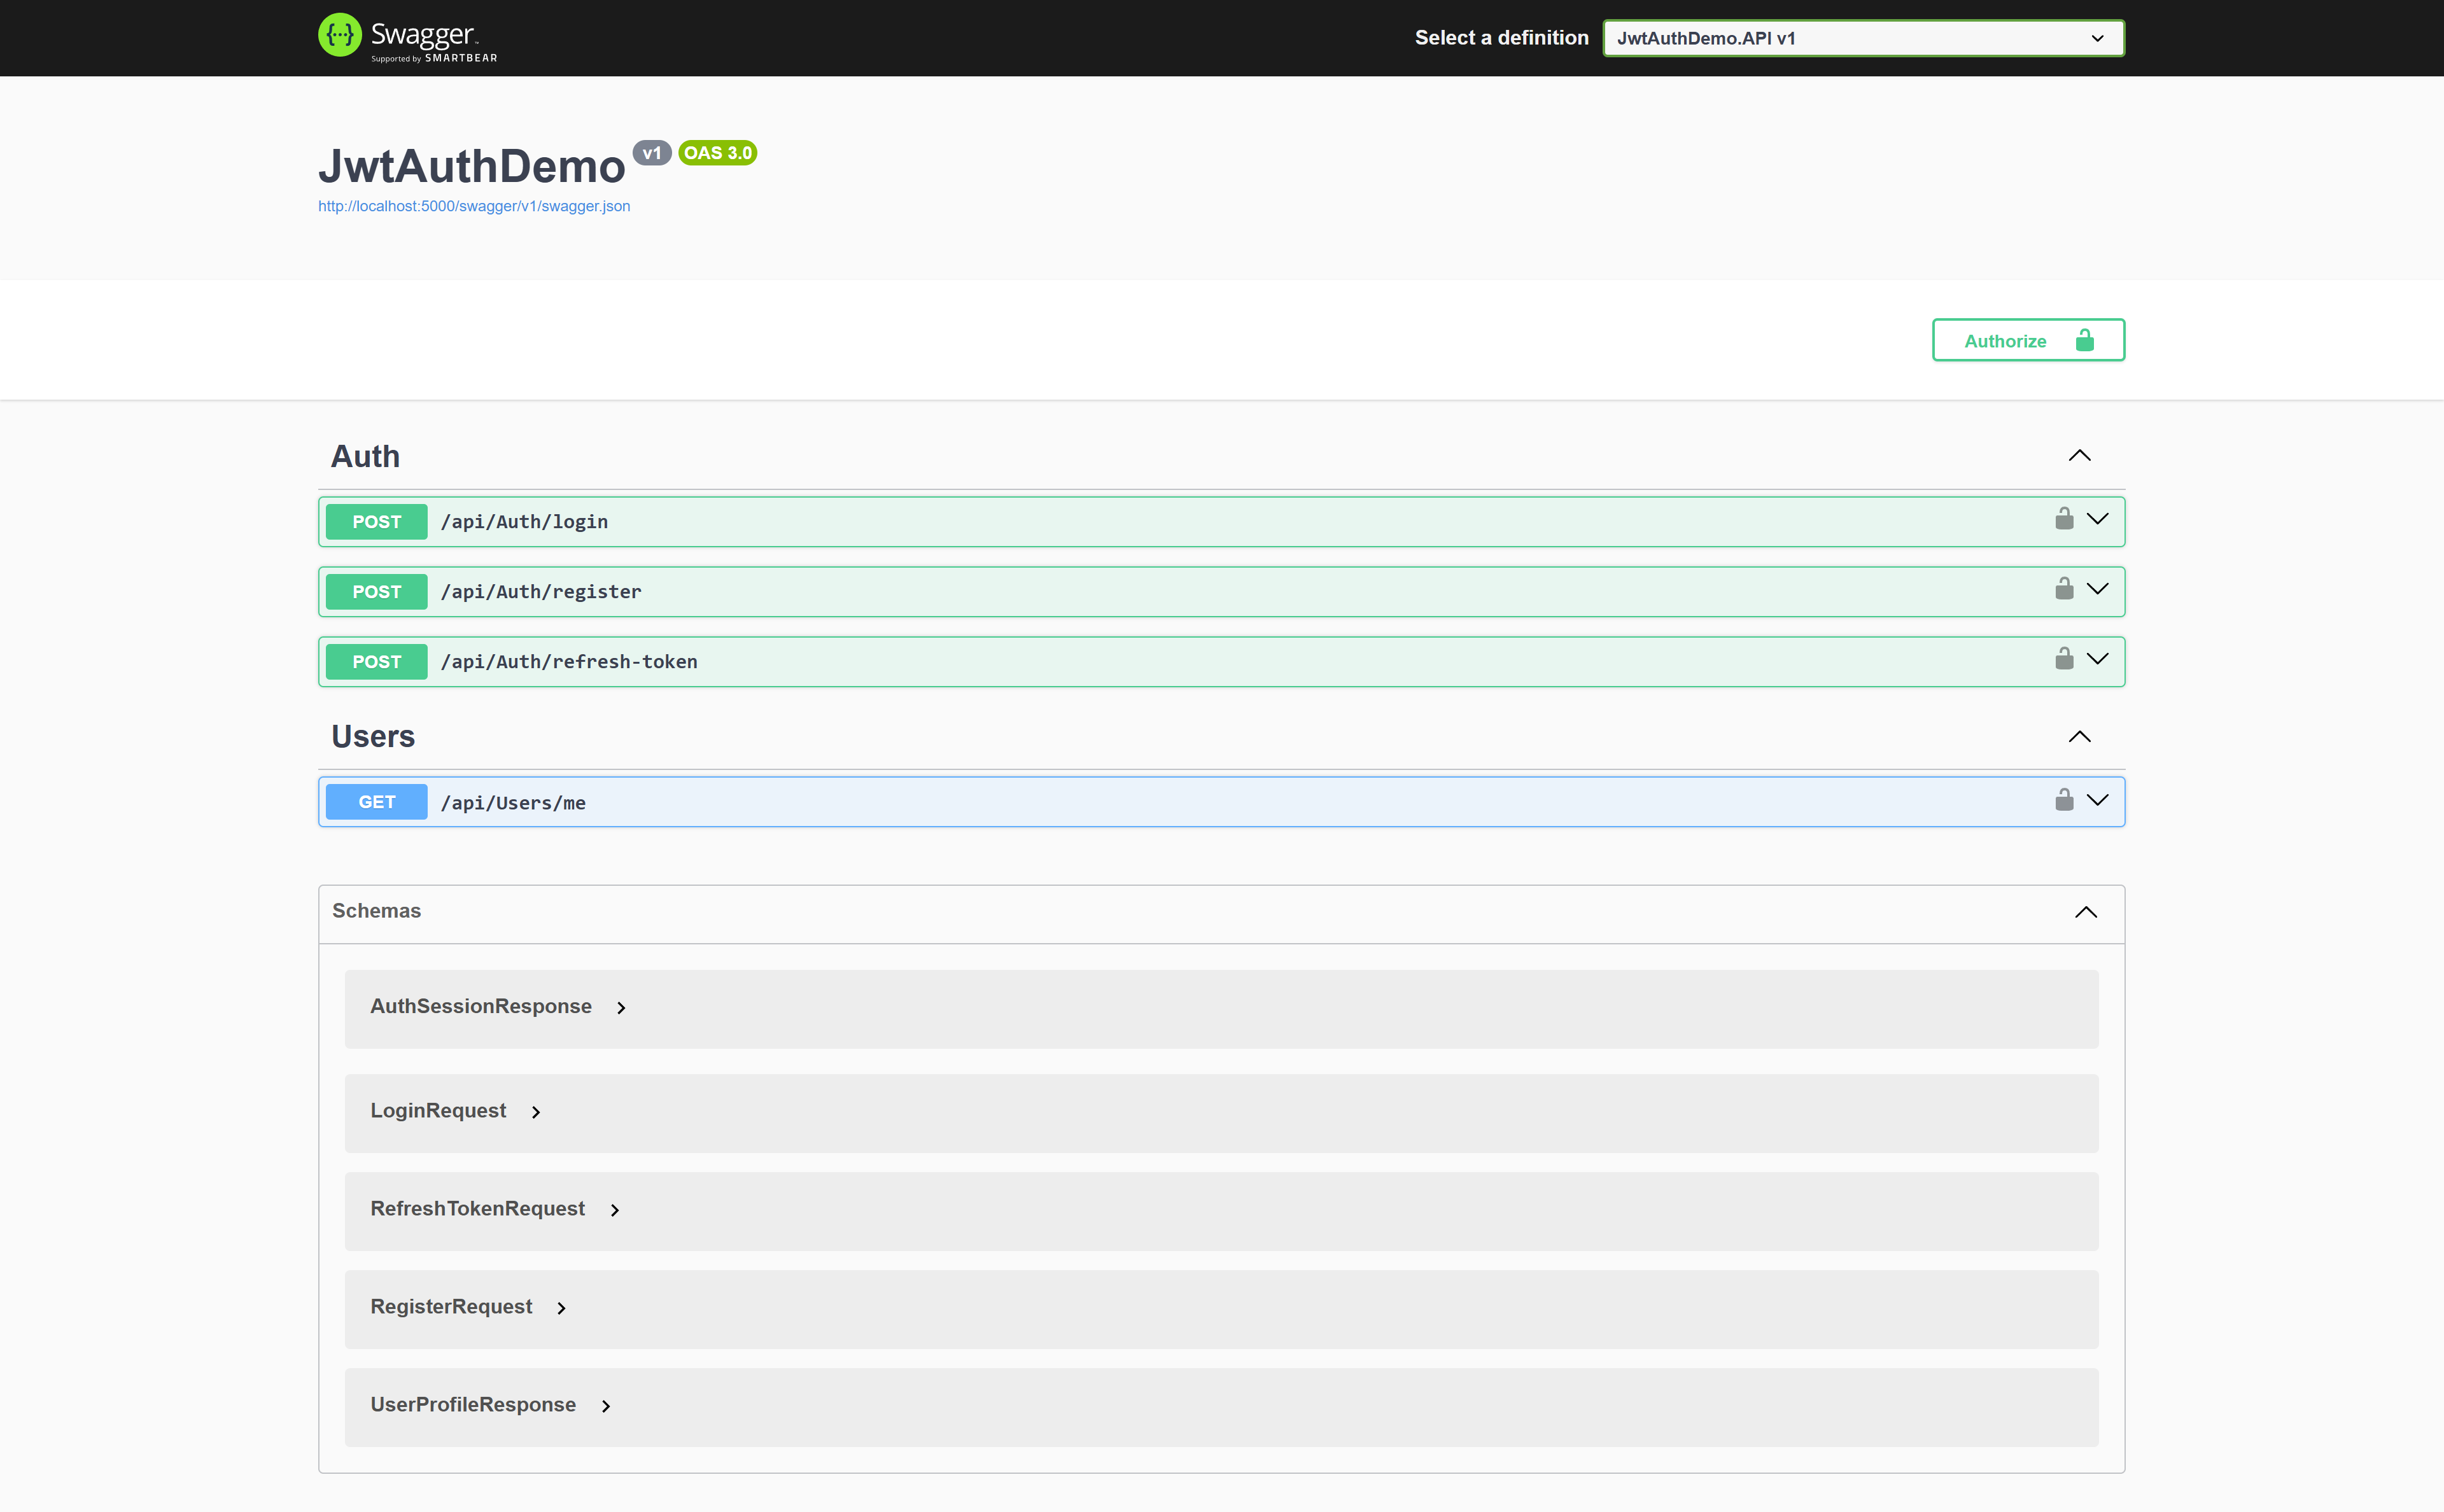 Swagger
Supported by SMARTBEAR
Select a definition
JwtAuthDemo.API v1
JwtAuthDemo v1 OAS 3.0
http://localhost:5000/swagger/v1/swagger.json
Authorize
Auth
POST /api/Auth/login
POST /api/Auth/register
POST /api/Auth/refresh-token
Users
GET /api/Users/me
Schemas
AuthSessionResponse
LoginRequest
RefreshTokenRequest
RegisterRequest
UserProfileResponse